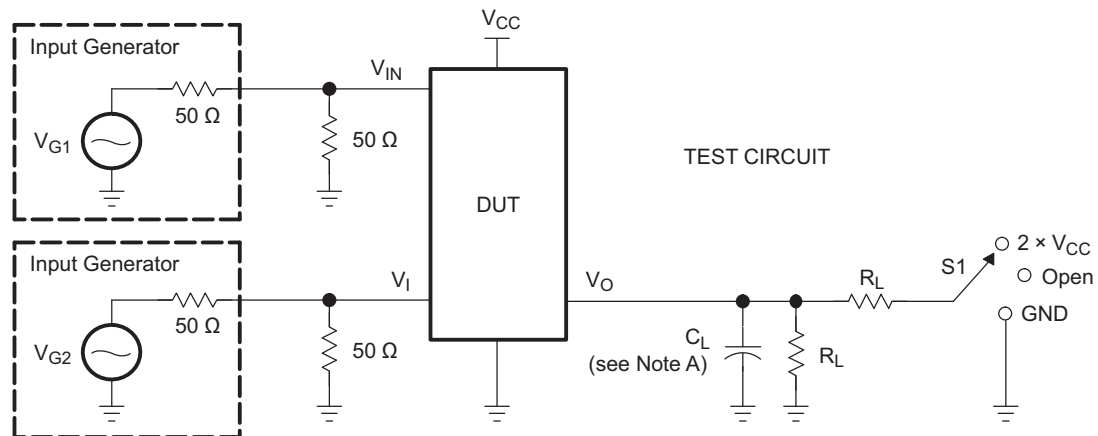 Input Generator
V_G1
50 Ω
50 Ω
V_IN
V_CC
DUT
TEST CIRCUIT
Input Generator
V_G2
50 Ω
50 Ω
V_I
V_O
C_L
(see Note A)
R_L
R_L
S1
2 × V_CC
Open
GND